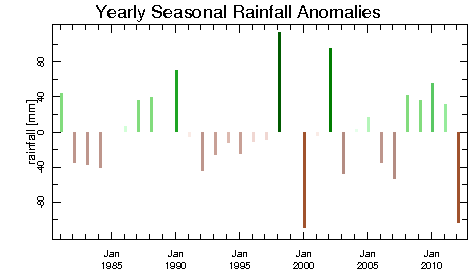 Yearly Seasonal Rainfall Anomalies
rainfall [mm]
80
40
0
-40
-80
Jan Jan Jan Jan Jan Jan
1985 1990 1995 2000 2005 2010